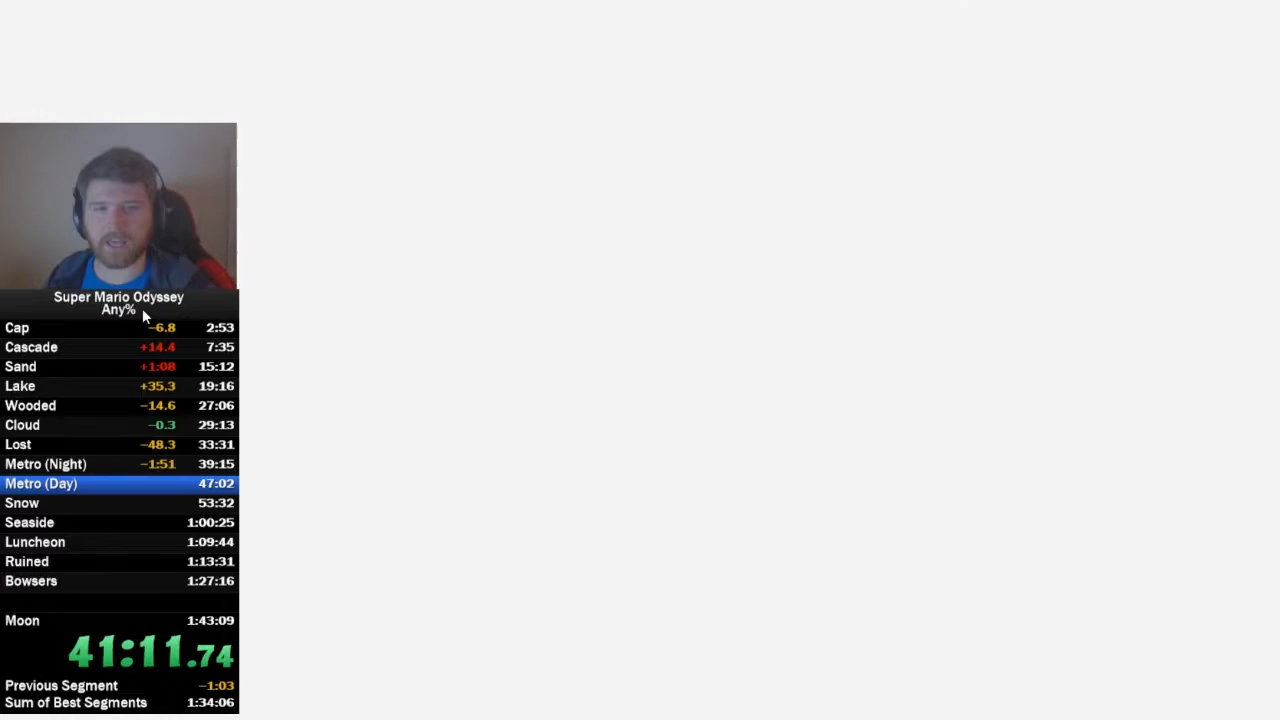 Super Mario Odyssey
Any%
Cap −6.8 2:53
Cascade +14.4 7:35
Sand +1:08 15:12
Lake +35.3 19:16
Wooded −14.6 27:06
Cloud −0.3 29:13
Lost −48.3 33:31
Metro (Night) −1:51 39:15
Metro (Day) 47:02
Snow 53:32
Seaside 1:00:25
Luncheon 1:09:44
Ruined 1:13:31
Bowsers 1:27:16
Moon 1:43:09
41:11.74
Previous Segment −1:03
Sum of Best Segments 1:34:06